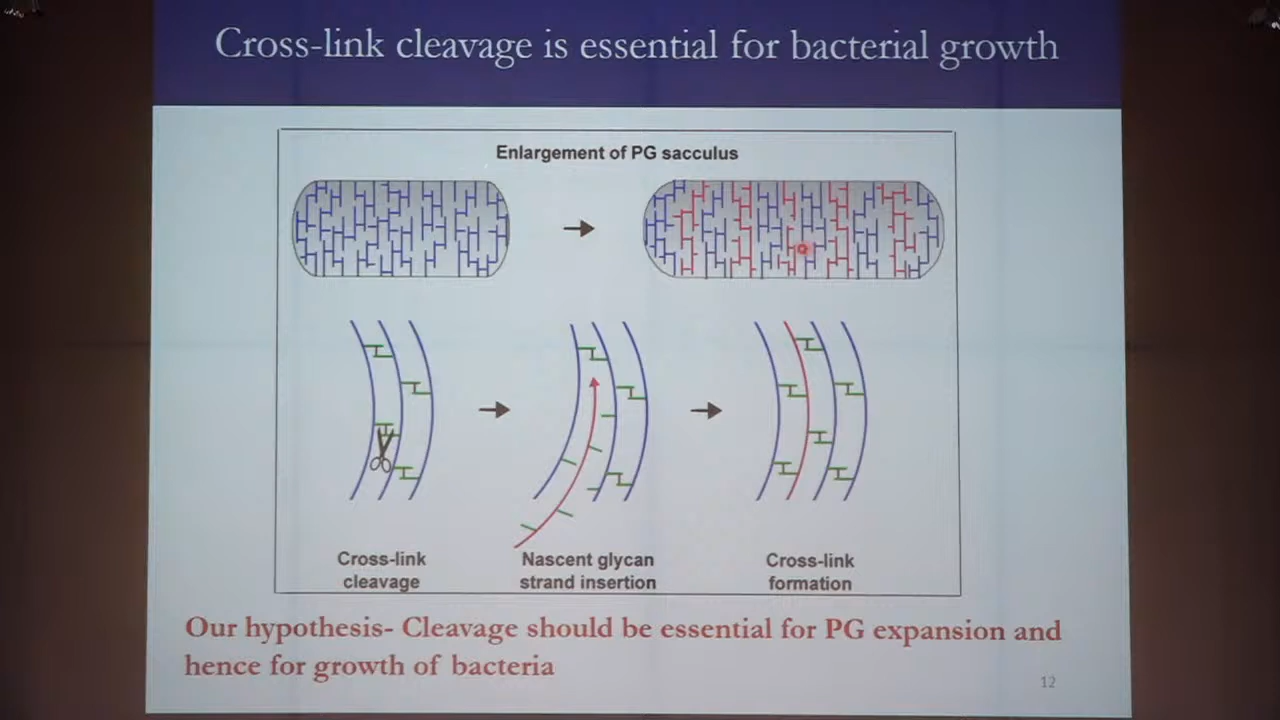 Cross-link cleavage is essential for bacterial growth
Enlargement of PG sacculus
Cross-link
cleavage
Nascent glycan
strand insertion
Cross-link
formation
Our hypothesis- Cleavage should be essential for PG expansion and
hence for growth of bacteria
12